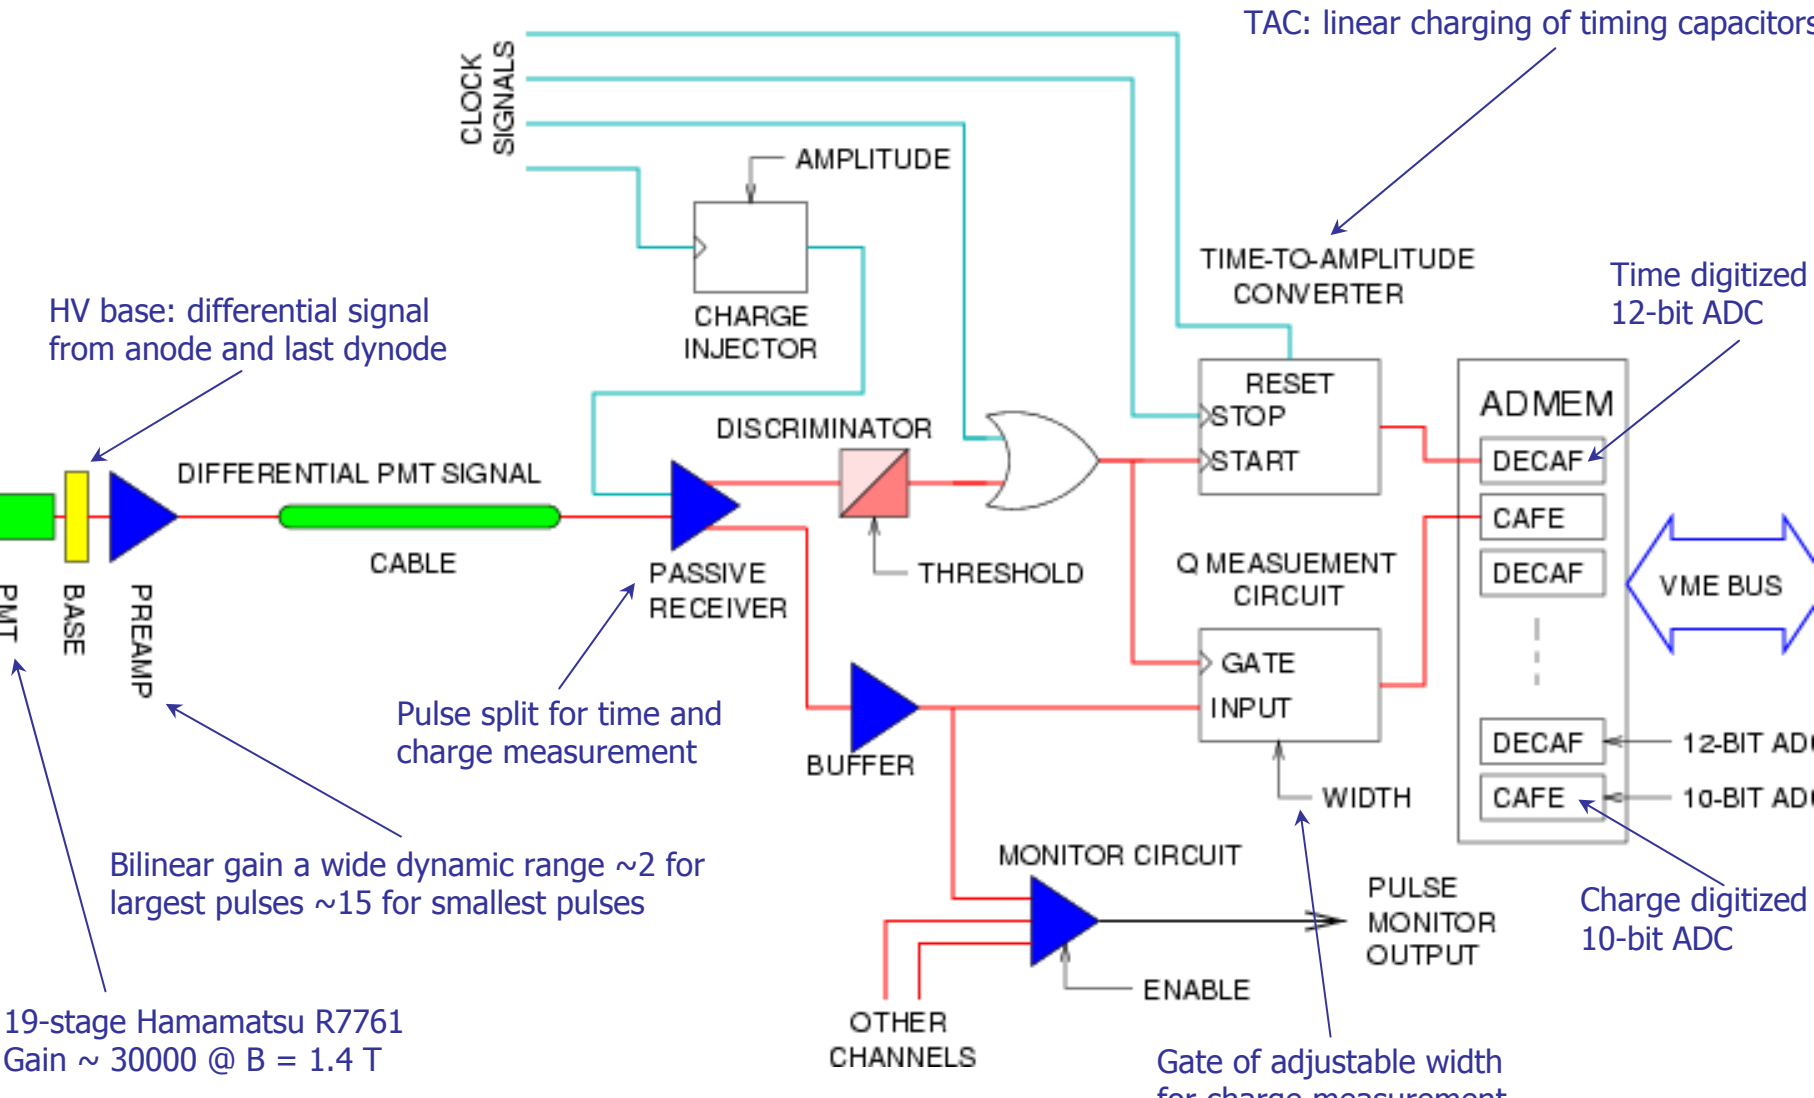 TAC: linear charging of timing capacitors
CLOCK
SIGNALS
AMPLITUDE
CHARGE
INJECTOR
TIME-TO-AMPLITUDE
CONVERTER
Time digitized
12-bit ADC
HV base: differential signal
from anode and last dynode
RESET
STOP
START
ADMEM
DECAF
CAFE
DECAF
DISCRIMINATOR
DIFFERENTIAL PMT SIGNAL
CABLE
PASSIVE
RECEIVER
THRESHOLD
Q MEASUEMENT
CIRCUIT
VME BUS
PMT
BASE
PREAMP
GATE
INPUT
Pulse split for time and
charge measurement
BUFFER
DECAF
12-BIT AD
CAFE
10-BIT AD
WIDTH
MONITOR CIRCUIT
Bilinear gain a wide dynamic range ~2 for
largest pulses ~15 for smallest pulses
PULSE
MONITOR
OUTPUT
Charge digitized
10-bit ADC
ENABLE
OTHER
CHANNELS
19-stage Hamamatsu R7761
Gain ~ 30000 @ B = 1.4 T
Gate of adjustable width
for charge measurement